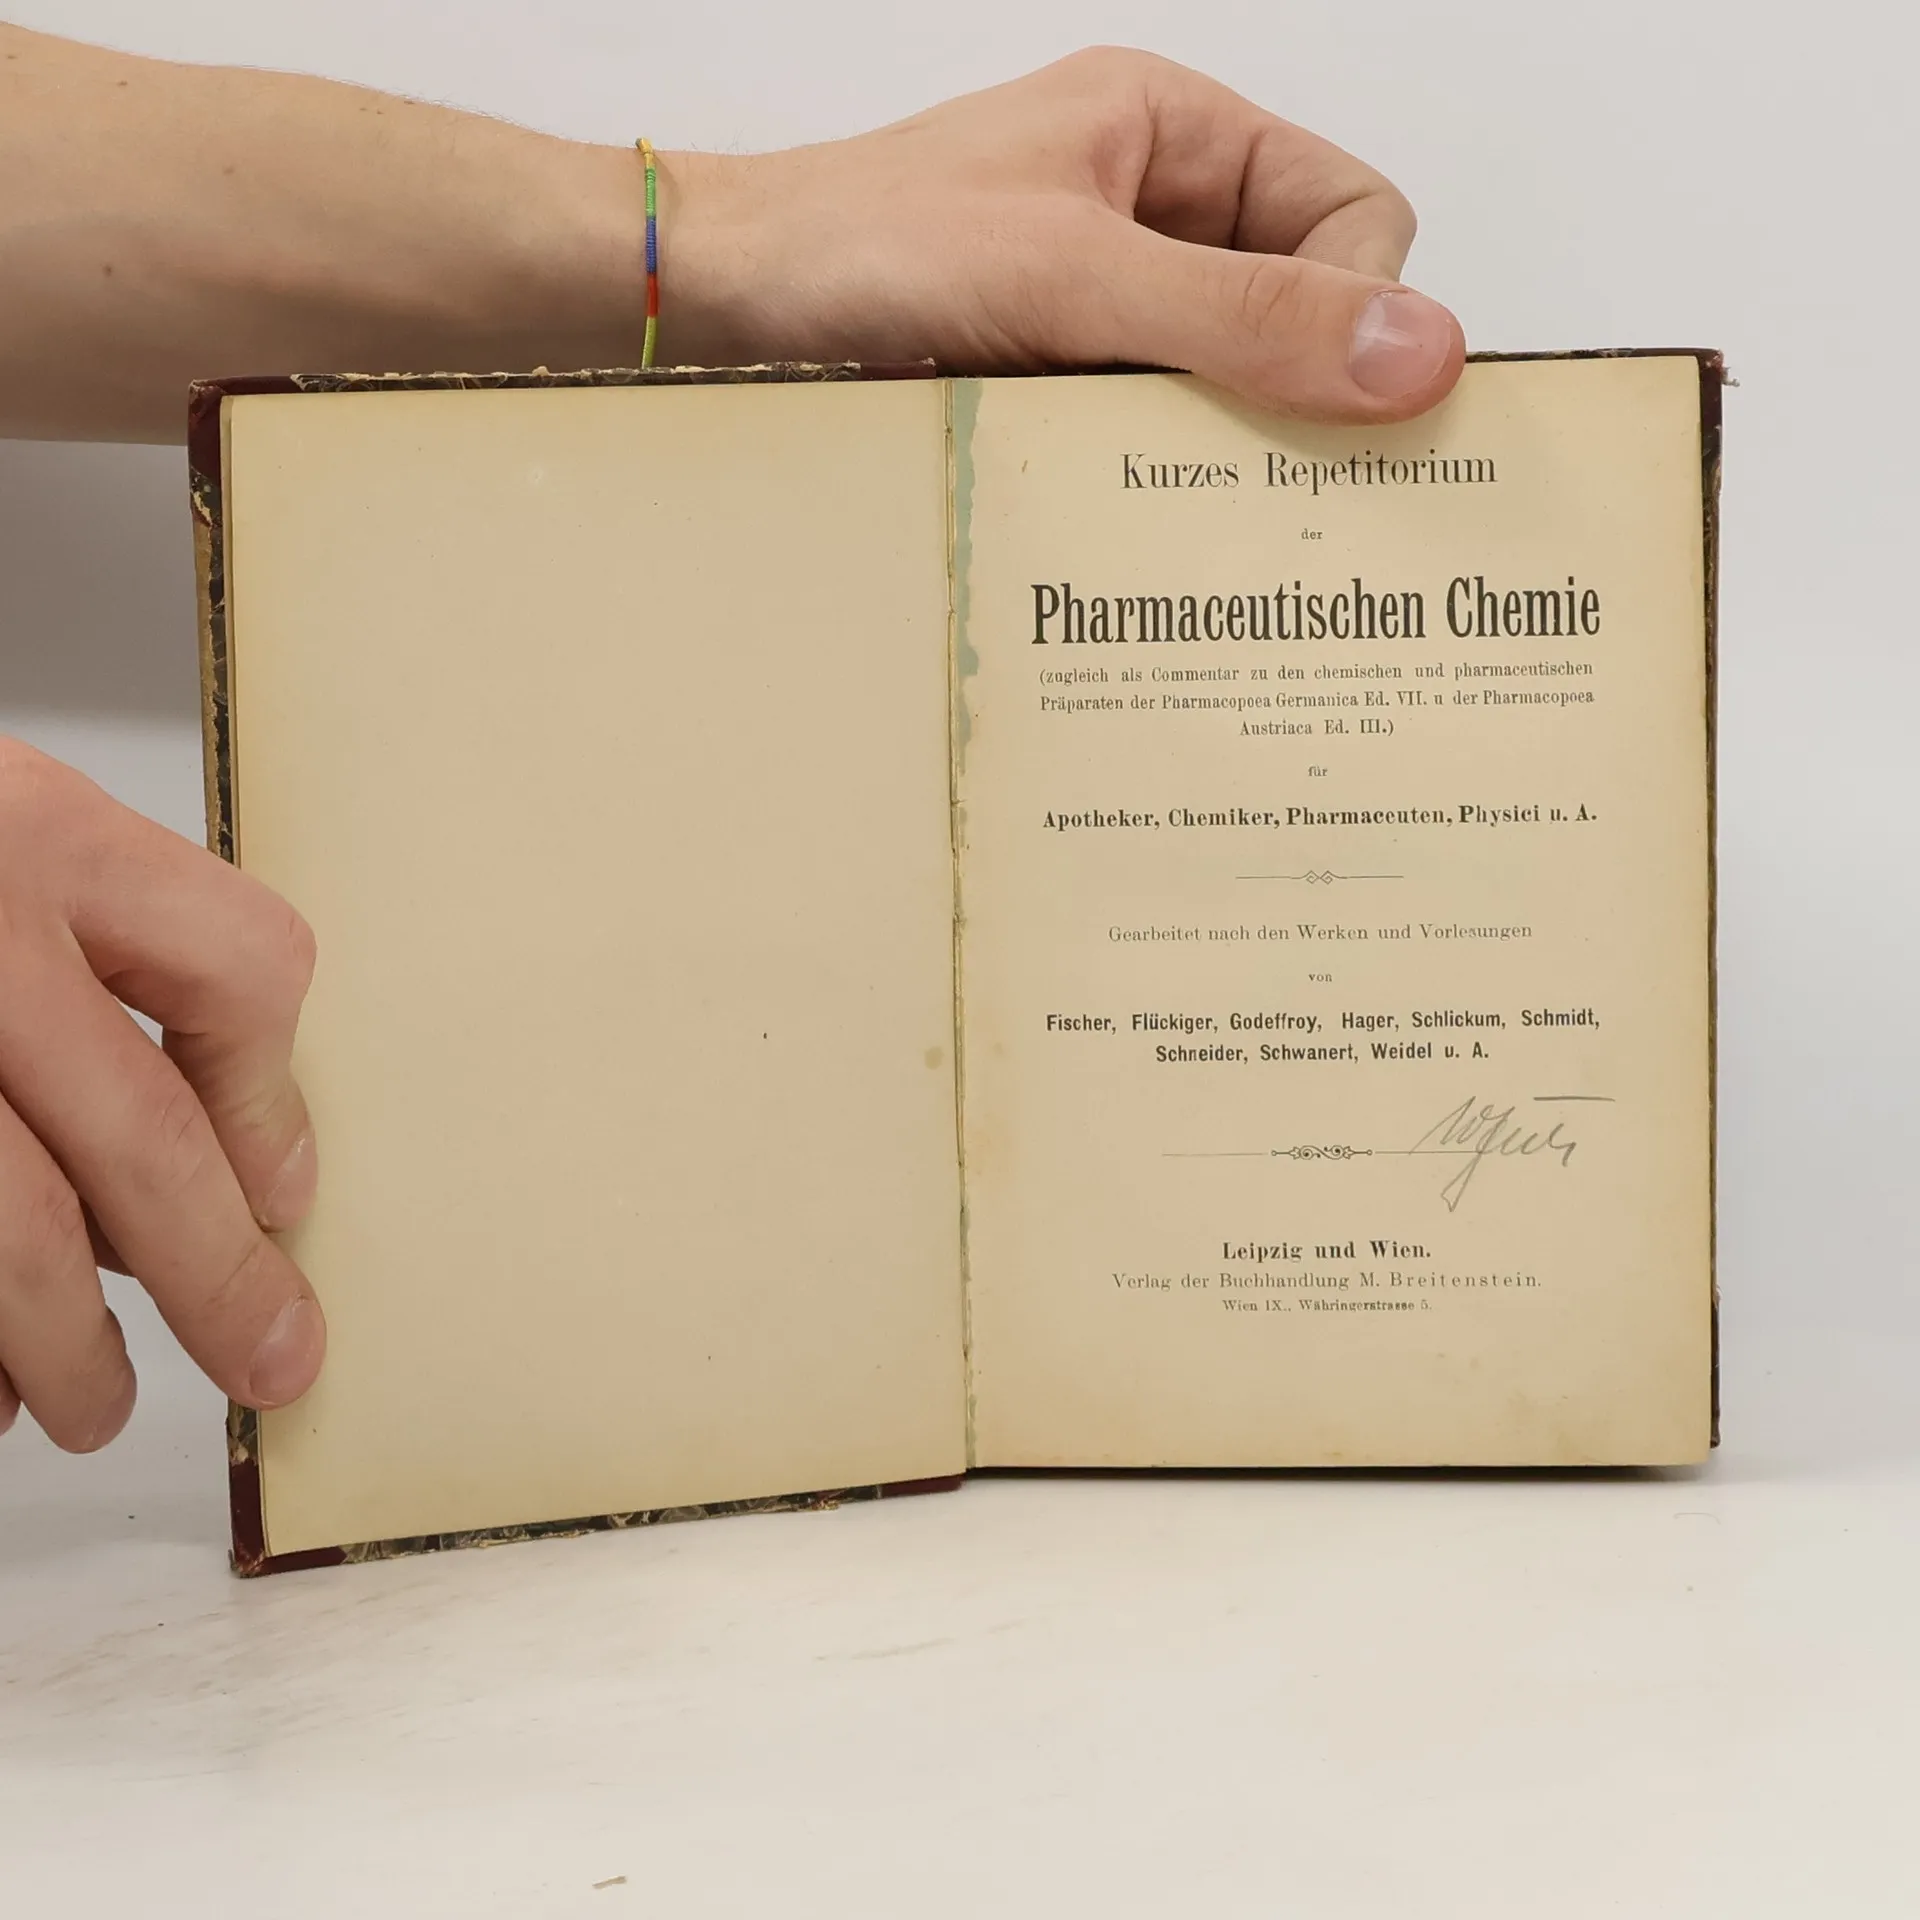 Kurzes Repetitorium
der
Pharmaceutischen Chemie
(zugleich als Commentar zu den chemischen und pharmaceutischen
Präparaten der Pharmacopoea Germanica Ed. VII. u der Pharmacopoea
Austriaca Ed. III.)
für
Apotheker, Chemiker, Pharmaceuten, Physici u. A.
Gearbeitet nach den Werken und Vorlesungen
von
Fischer, Flückiger, Godeffroy, Hager, Schlickum, Schmidt,
Schneider, Schwanert, Weidel u. A.
Leipzig und Wien.
Verlag der Buchhandlung M. Breitenstein.
Wien IX., Währingerstrasse 5.